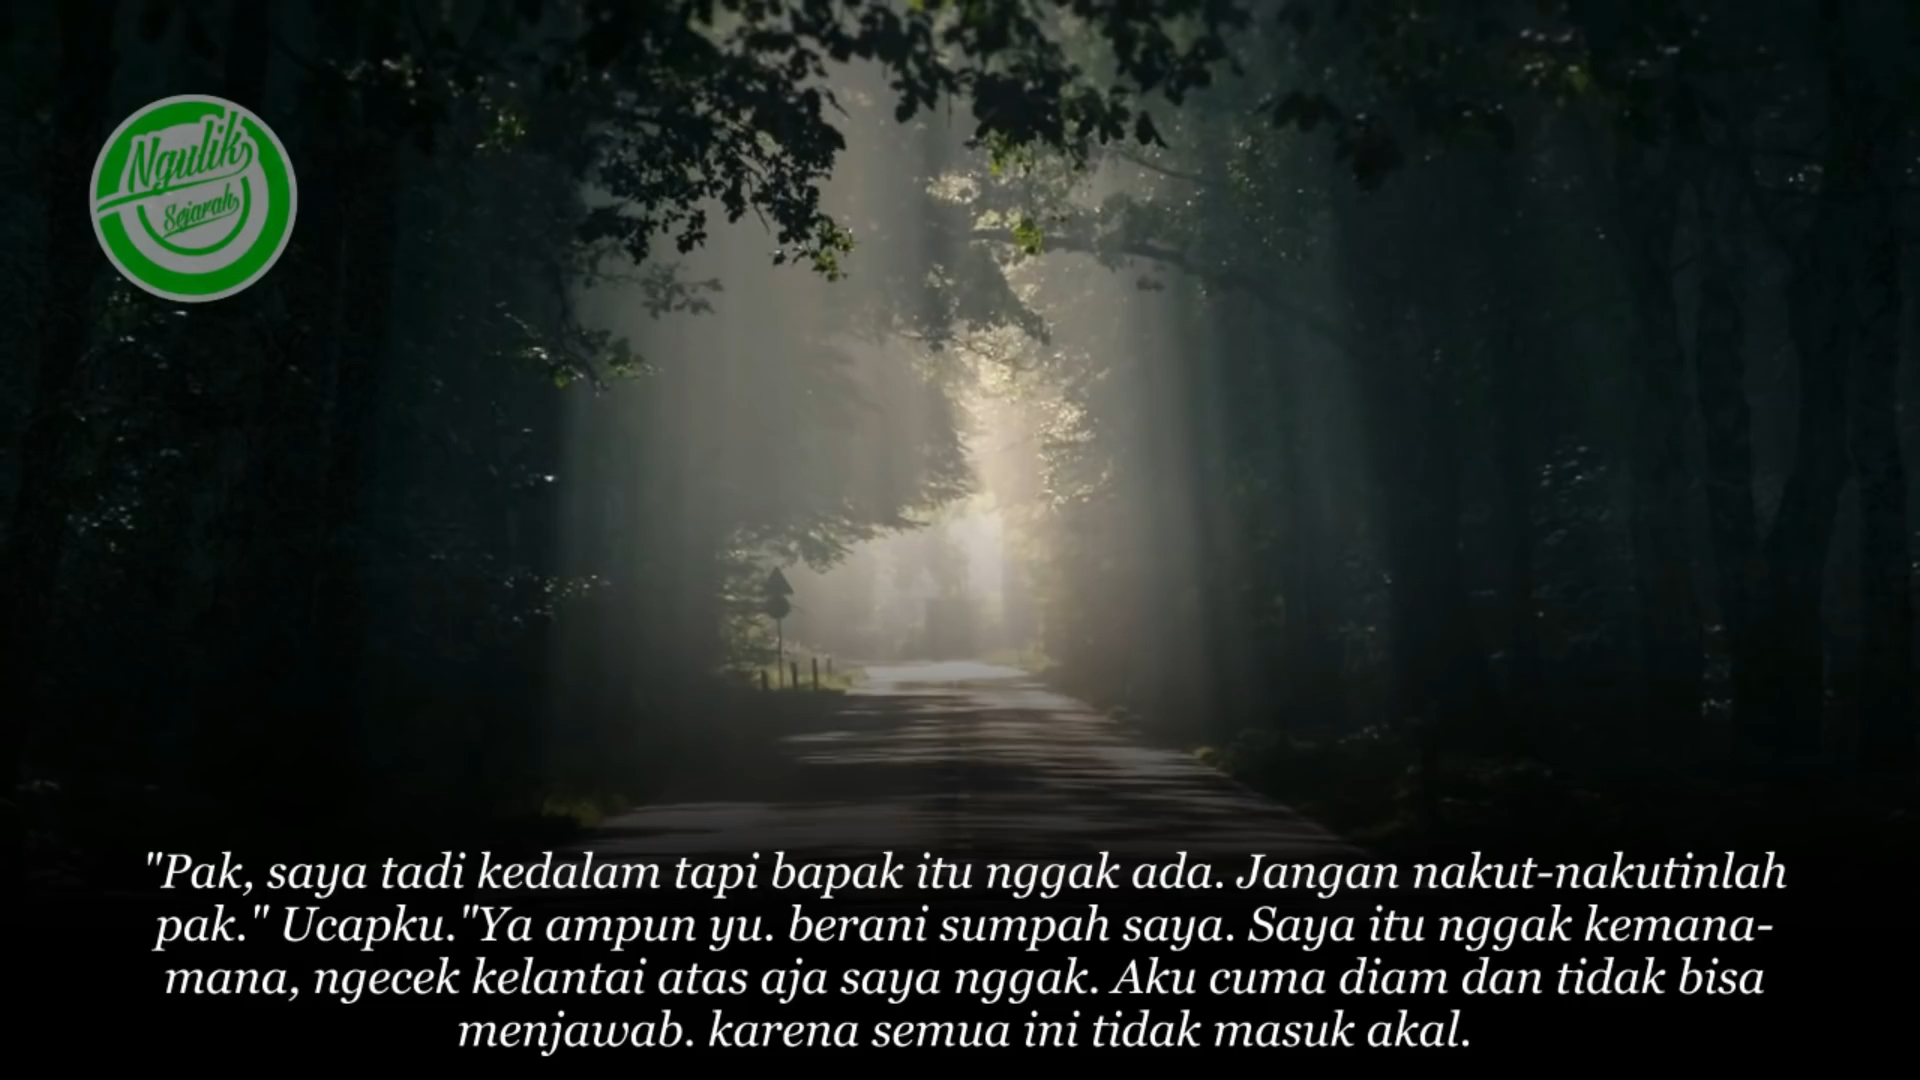 Ngulik
Sejarah
"Pak, saya tadi kedalam tapi bapak itu nggak ada. Jangan nakut-nakutinlah
pak." Ucapku."Ya ampun yu. berani sumpah saya. Saya itu nggak kemana-
mana, ngecek kelantai atas aja saya nggak. Aku cuma diam dan tidak bisa
menjawab. karena semua ini tidak masuk akal.